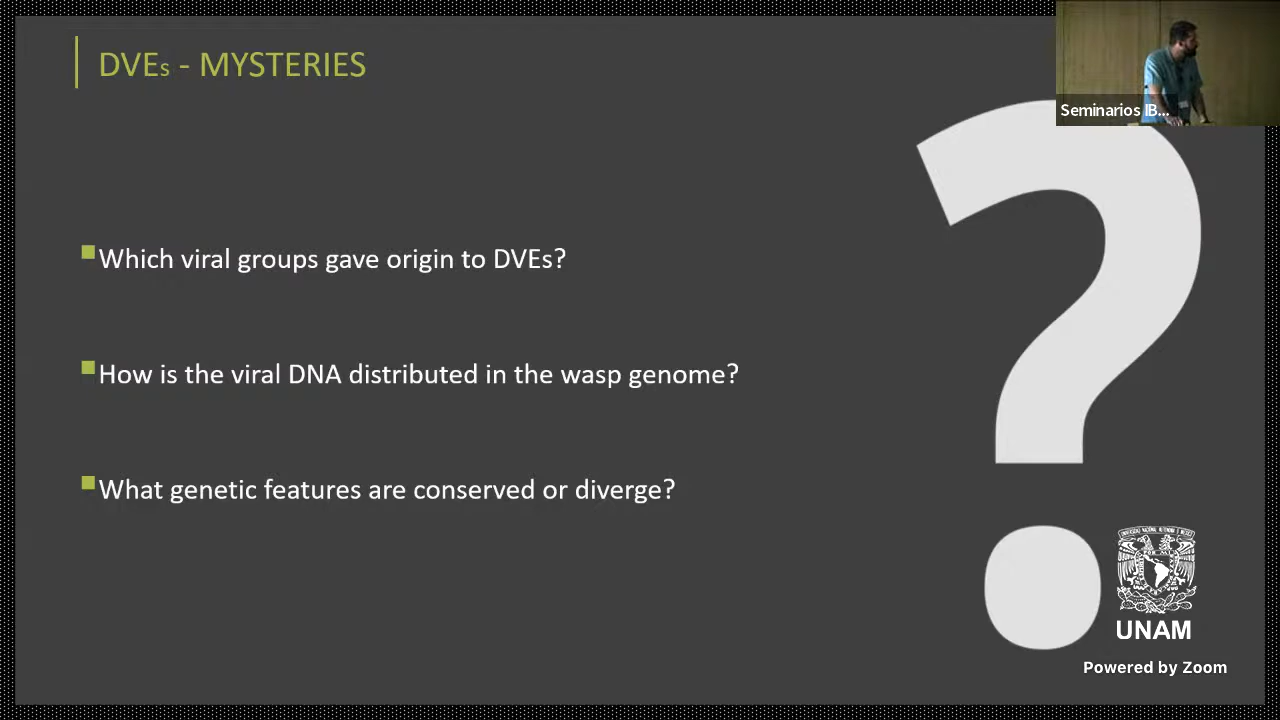 DVEs - MYSTERIES
Seminarios IB...
Which viral groups gave origin to DVEs?
How is the viral DNA distributed in the wasp genome?
What genetic features are conserved or diverge?
UNAM
Powered by Zoom